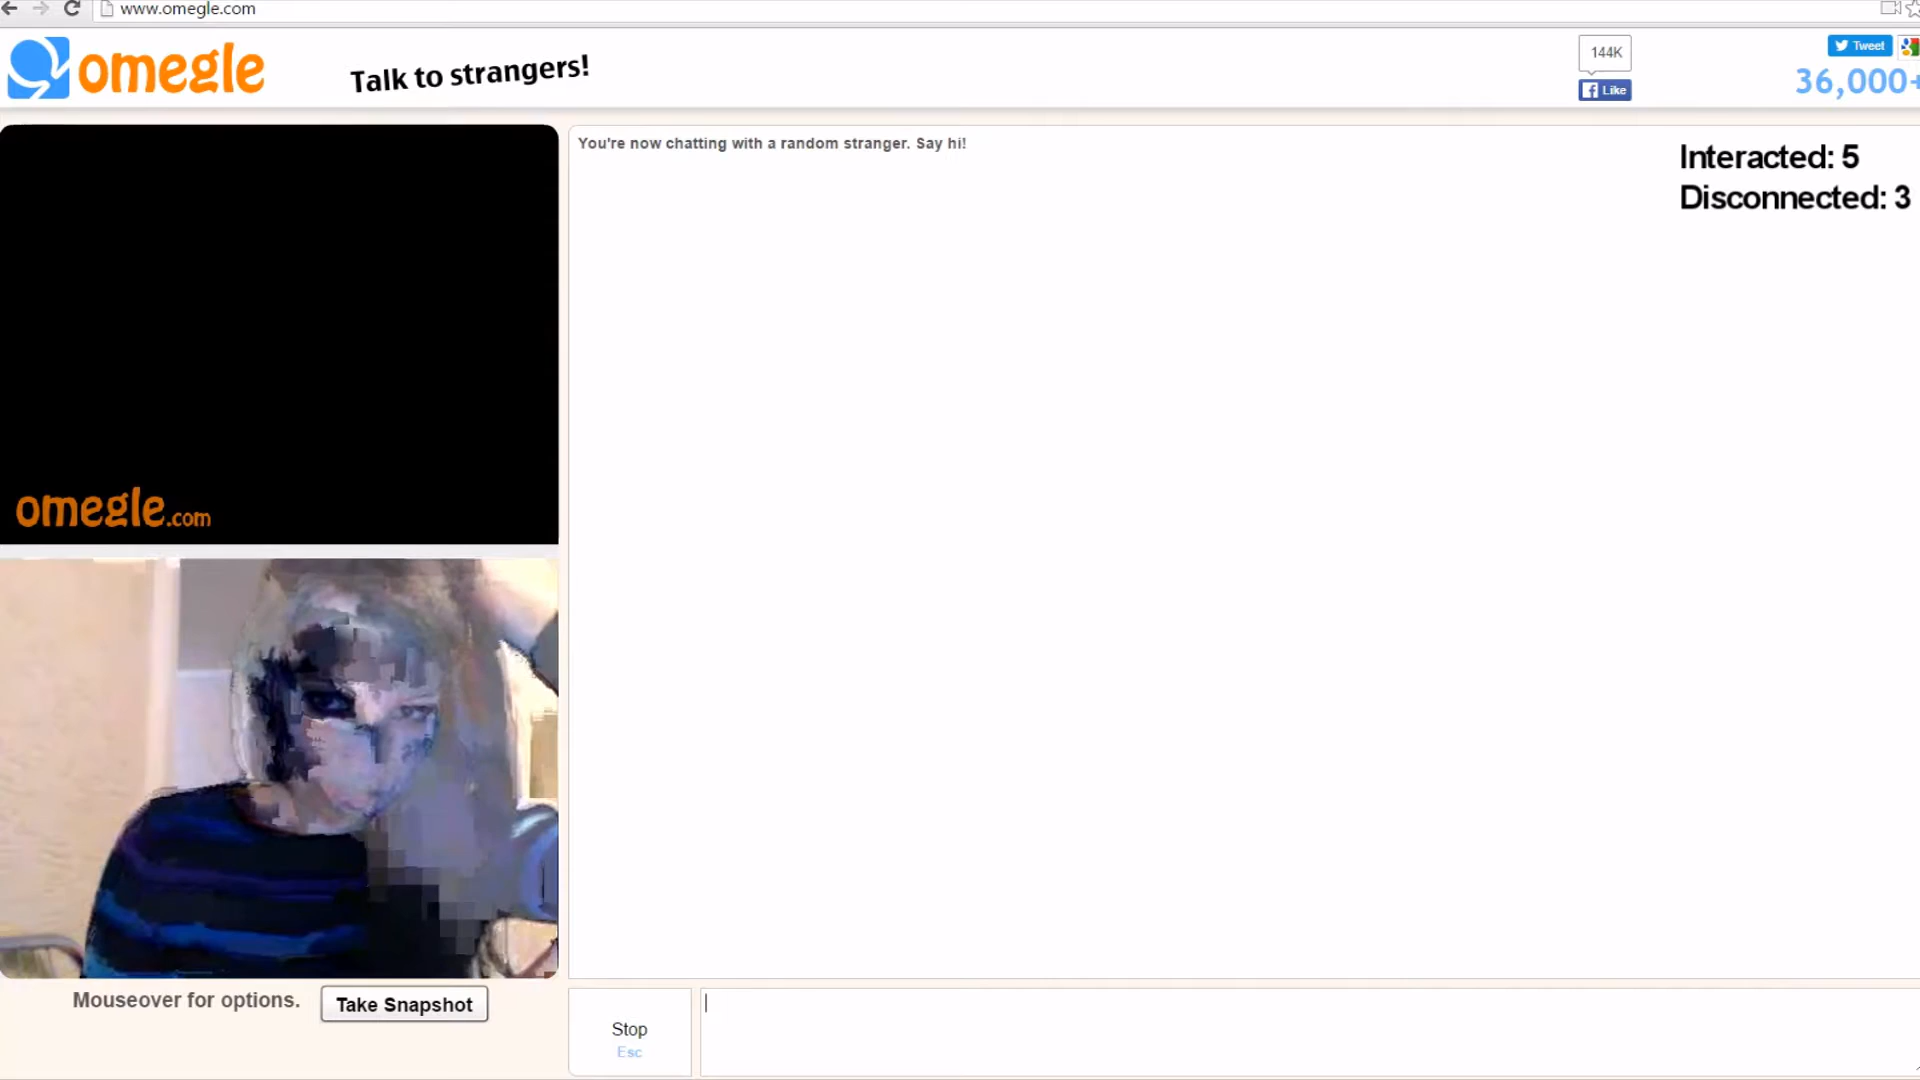 www.omegle.com
omegle
Talk to strangers!
144K
Like
Tweet
36,000+
You're now chatting with a random stranger. Say hi!
Interacted: 5
Disconnected: 3
omegle.com
Mouseover for options.
Take Snapshot
Stop
Esc